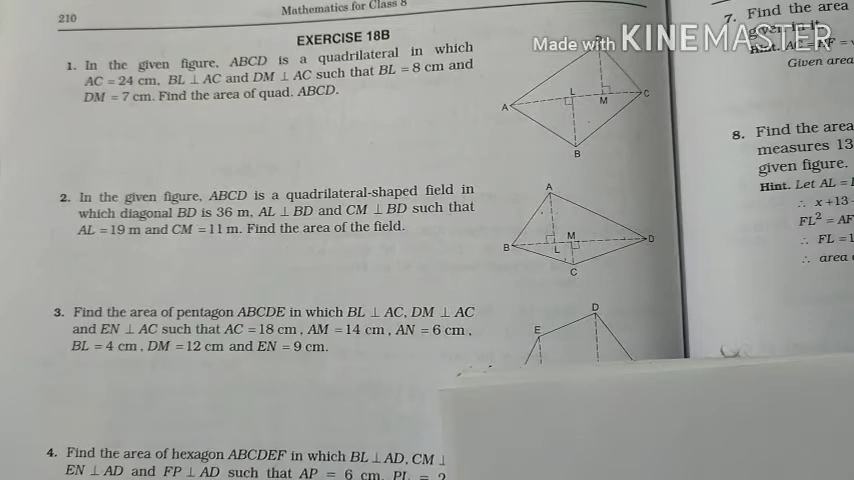 210
Mathematics for Class 8
EXERCISE 18B
1. In the given figure, ABCD is a quadrilateral in which
AC = 24 cm, BL ⊥ AC and DM ⊥ AC such that BL = 8 cm and
DM = 7 cm. Find the area of quad. ABCD.
A
L
M
C
B
2. In the given figure, ABCD is a quadrilateral-shaped field in
which diagonal BD is 36 m, AL ⊥ BD and CM ⊥ BD such that
AL = 19 m and CM = 11 m. Find the area of the field.
A
B
M
L
D
C
3. Find the area of pentagon ABCDE in which BL ⊥ AC, DM ⊥ AC
and EN ⊥ AC such that AC = 18 cm, AM = 14 cm, AN = 6 cm,
BL = 4 cm, DM = 12 cm and EN = 9 cm.
E
D
4. Find the area of hexagon ABCDEF in which BL ⊥ AD, CM ⊥
EN ⊥ AD and FP ⊥ AD such that AP = 6 cm, PL =
7. Find the area
given in it.
Hint.
Given area
8. Find the area
measures 13
given figure.
Hint. Let AL =
∴ x + 13
FL² = AF
∴ FL = 1
∴ area
Made with KINEMASTER